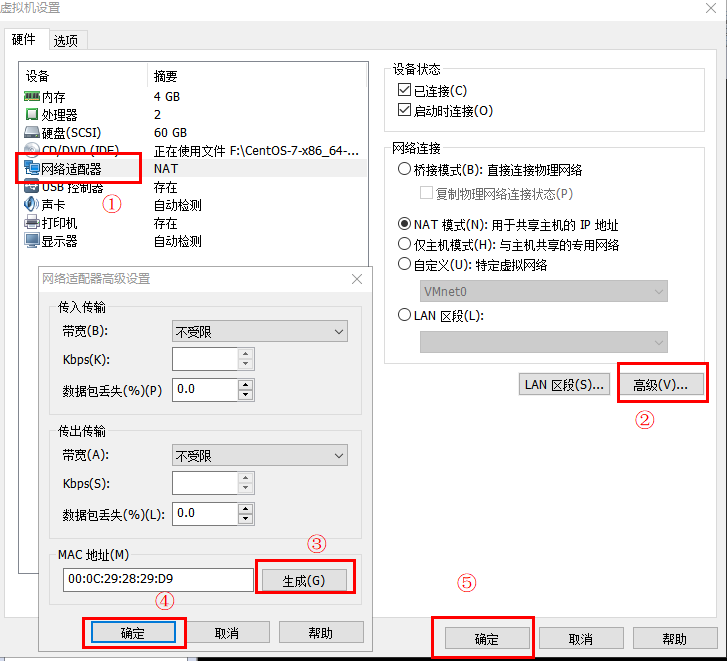 虚拟机设置
硬件 选项
设备 摘要
内存 4 GB
处理器 2
硬盘(SCSI) 60 GB
CD/DVD (IDE) 正在使用文件 F:\CentOS-7-x86_64-...
网络适配器 NAT
USB 控制器 存在
声卡 自动检测
打印机 存在
显示器 自动检测
①
设备状态
已连接(C)
启动时连接(O)
网络连接
桥接模式(B): 直接连接物理网络
复制物理网络连接状态(P)
NAT 模式(N): 用于共享主机的 IP 地址
仅主机模式(H): 与主机共享的专用网络
自定义(U): 特定虚拟网络
VMnet0
LAN 区段(L):
LAN 区段(S)... 高级(V)...
②
网络适配器高级设置
传入传输
带宽(B): 不受限
Kbps(K):
数据包丢失(%)(P) 0.0
传出传输
带宽(A): 不受限
Kbps(S):
数据包丢失(%)(L): 0.0
MAC 地址(M)
③
00:0C:29:28:29:D9 生成(G)
④
确定 取消 帮助
⑤
确定 取消 帮助